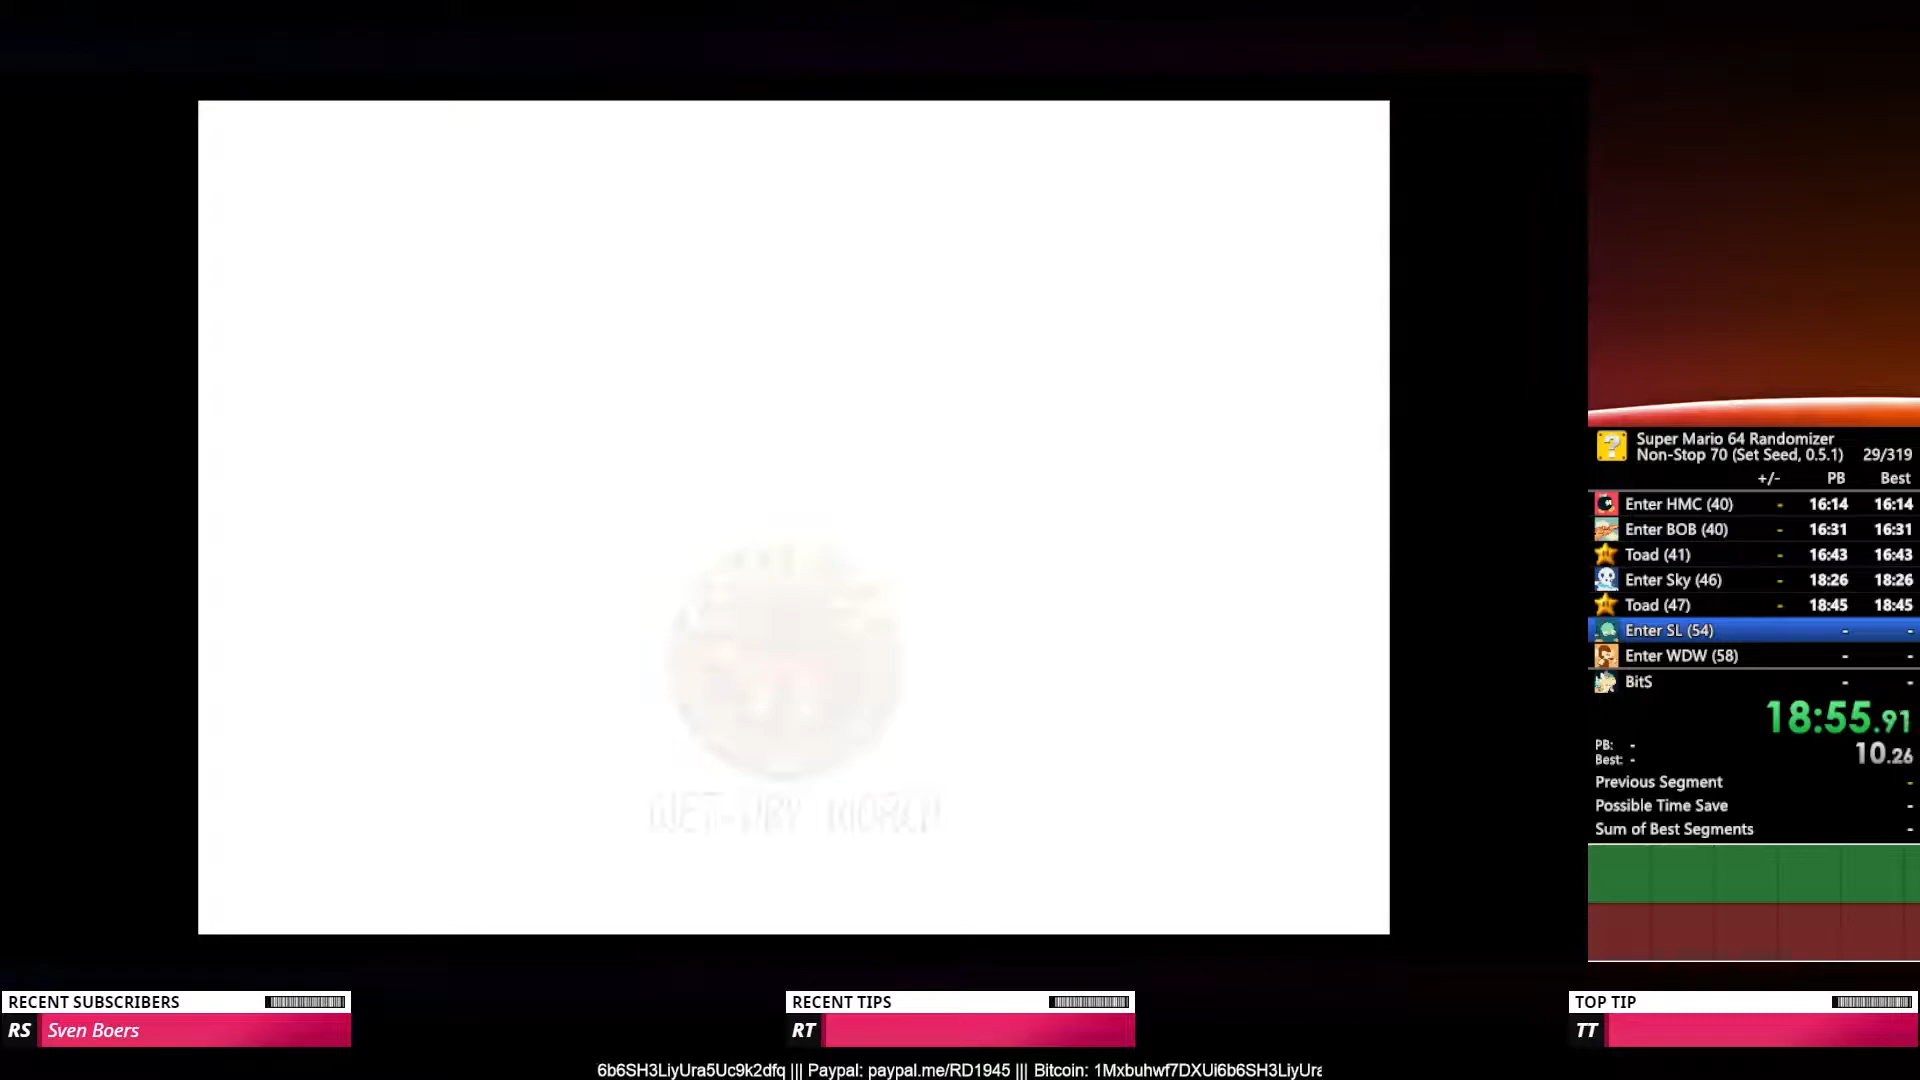 WET-DRY WORLD
Super Mario 64 Randomizer
Non-Stop 70 (Set Seed, 0.5.1) 29/319
+/- PB Best
Enter HMC (40) - 16:14 16:14
Enter BOB (40) - 16:31 16:31
Toad (41) - 16:43 16:43
Enter Sky (46) - 18:26 18:26
Toad (47) - 18:45 18:45
Enter SL (54) - -
Enter WDW (58) - -
BitS - -
18:55.91
PB: -
Best: -
10.26
Previous Segment -
Possible Time Save -
Sum of Best Segments -
RECENT SUBSCRIBERS
RS Sven Boers
RECENT TIPS
RT
TOP TIP
TT
6b6SH3LiyUra5Uc9k2dfq ||| Paypal: paypal.me/RD1945 ||| Bitcoin: 1Mxbuhwf7DXUi6b6SH3LiyUra